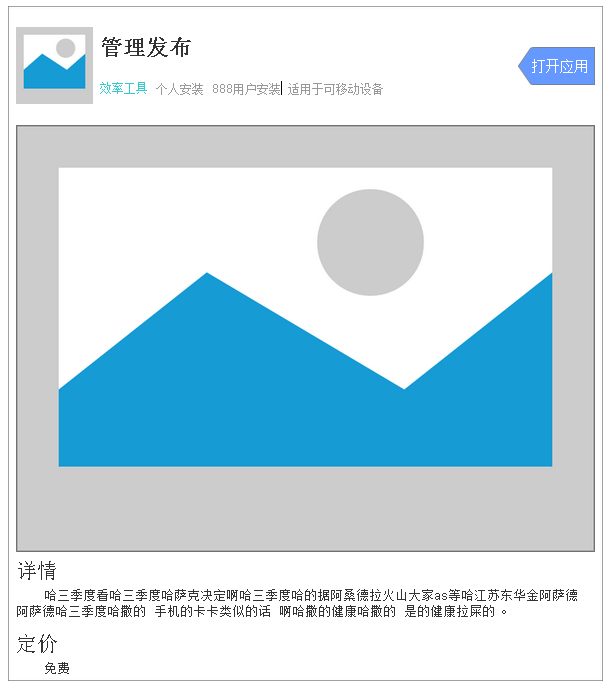 管理发布
打开应用
效率工具 个人安装 888用户安装 适用于可移动设备
详情
哈三季度看哈三季度哈萨克决定啊哈三季度哈的据阿桑德拉火山大家as等哈江苏东华金阿萨德
阿萨德哈三季度哈撒的 手机的卡卡类似的话 啊哈撒的健康哈撒的 是的健康拉屎的。
定价
免费